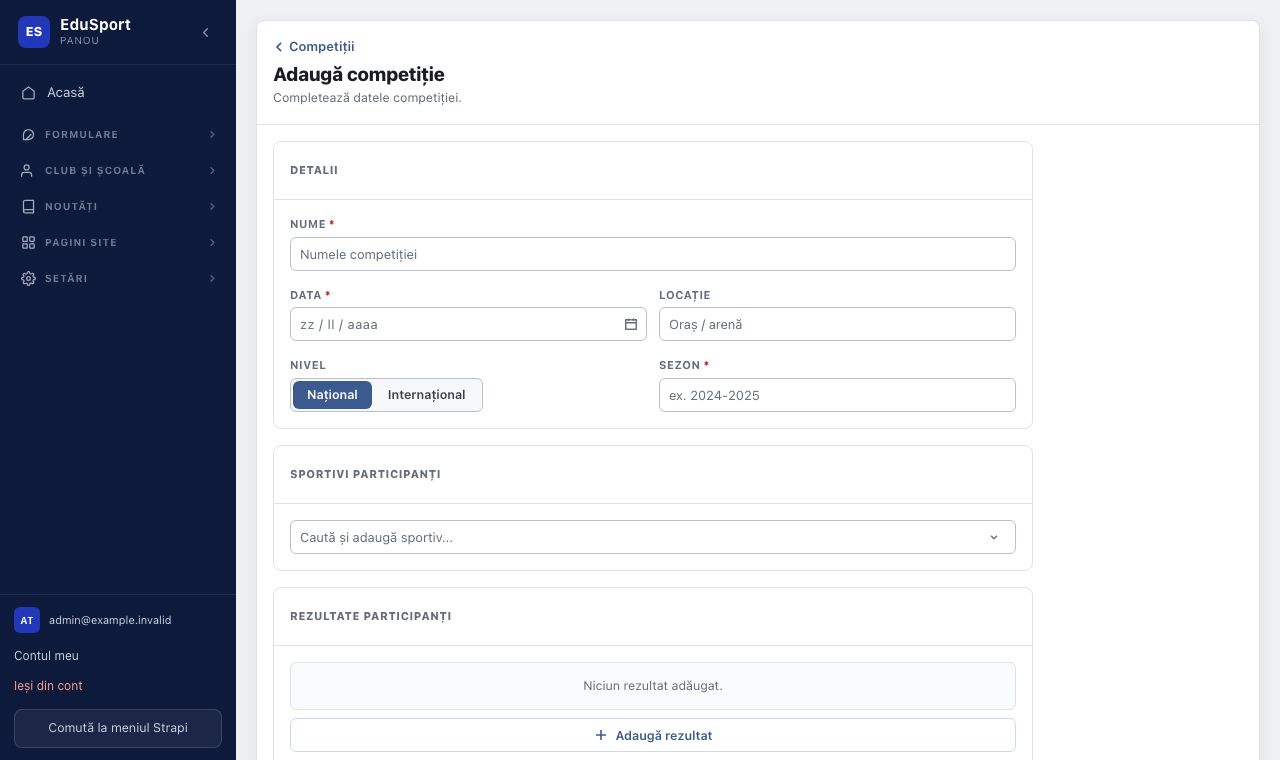 ES
EduSport
PANOU
Acasă
FORMULARE
CLUB ȘI ȘCOALĂ
NOUTĂȚI
PAGINI SITE
SETĂRI
AT
admin@example.invalid
Contul meu
Ieși din cont
Comută la meniul Strapi
Competiții
Adaugă competiție
Completează datele competiției.
DETALII
NUME *
Numele competiției
DATA *
LOCAȚIE
zz / ll / aaaa
Oraș / arenă
NIVEL
SEZON *
Național
Internațional
ex. 2024-2025
SPORTIVI PARTICIPANȚI
Caută și adaugă sportiv...
REZULTATE PARTICIPANȚI
Niciun rezultat adăugat.
+ Adaugă rezultat